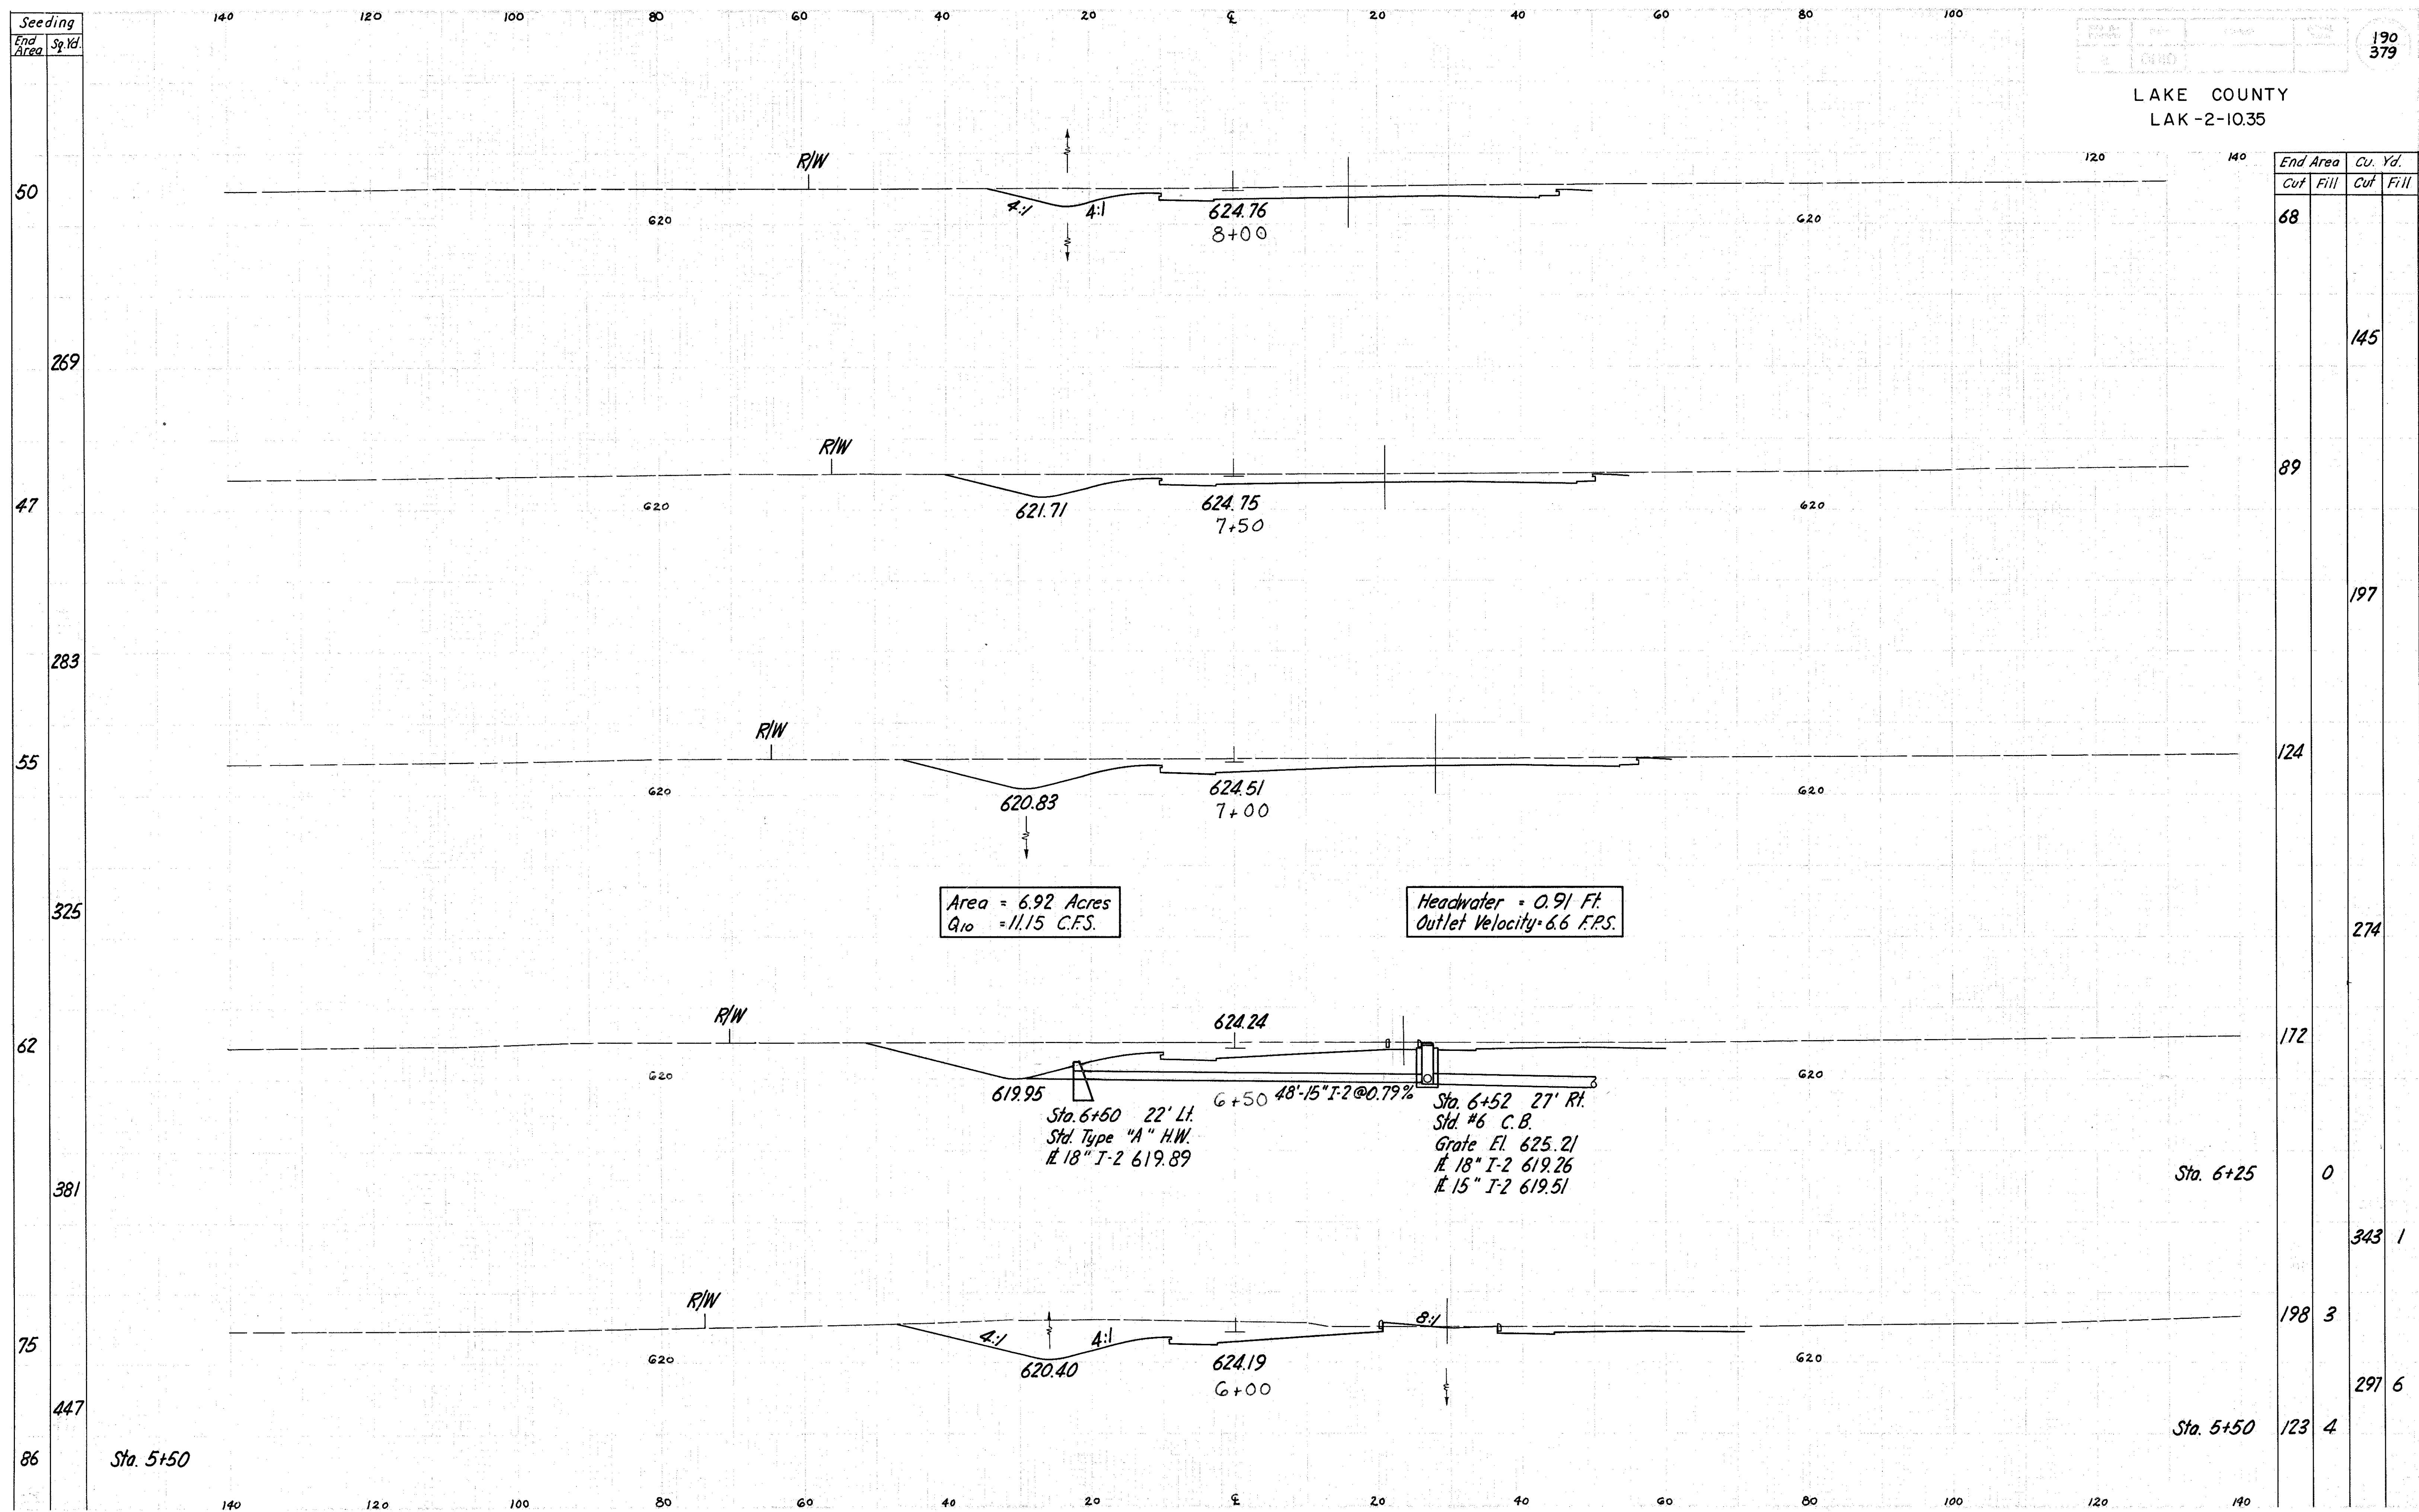 140 120 100 80 60 40 20 ℄ 20 40 60 80 100
190
379
LAKE COUNTY
LAK-2-10.35
Seeding
End Area Sq.Yd.
120 140
End Area Cu. Yd.
Cut Fill Cut Fill
R/W
50
4:1 4:1
624.76
8+00
620 620
68
145
269
R/W
89
47
620
621.71
624.75
7+50
620
197
283
R/W
55
124
620
620.83
624.51
7+00
620
Area = 6.92 Acres
Q10 = 11.15 C.F.S.
Headwater = 0.91 Ft.
Outlet Velocity = 6.6 F.P.S.
325
274
R/W
624.24
62
172
620 620
619.95
6+50
48'-15" I-2 @ 0.79%
Sta. 6+50 22' Lt.
Std. Type "A" H.W.
℄ 18" I-2 619.89
Sta. 6+52 27' Rt.
Std. #6 C.B.
Grate El. 625.21
℄ 18" I-2 619.26
℄ 15" I-2 619.51
Sta. 6+25 0
381
343 1
R/W
198 3
4:1 4:1 8:1
75
620
620.40
624.19
6+00
620
297 6
447
Sta. 5+50 123 4
86 Sta. 5+50
140 120 100 80 60 40 20 ℄ 20 40 60 80 100 120 140